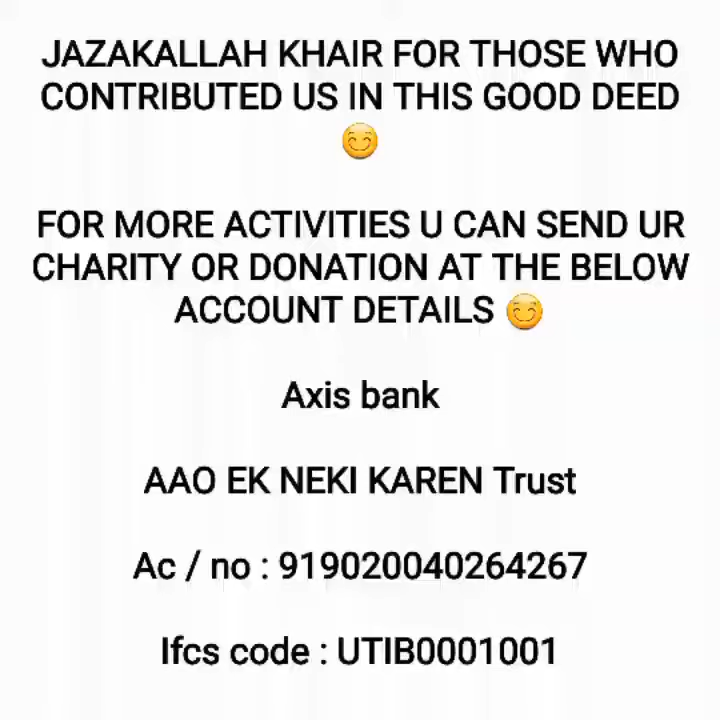 JAZAKALLAH KHAIR FOR THOSE WHO
CONTRIBUTED US IN THIS GOOD DEED
😊
FOR MORE ACTIVITIES U CAN SEND UR
CHARITY OR DONATION AT THE BELOW
ACCOUNT DETAILS 😊
Axis bank
AAO EK NEKI KAREN Trust
Ac / no : 919020040264267
Ifcs code : UTIB0001001